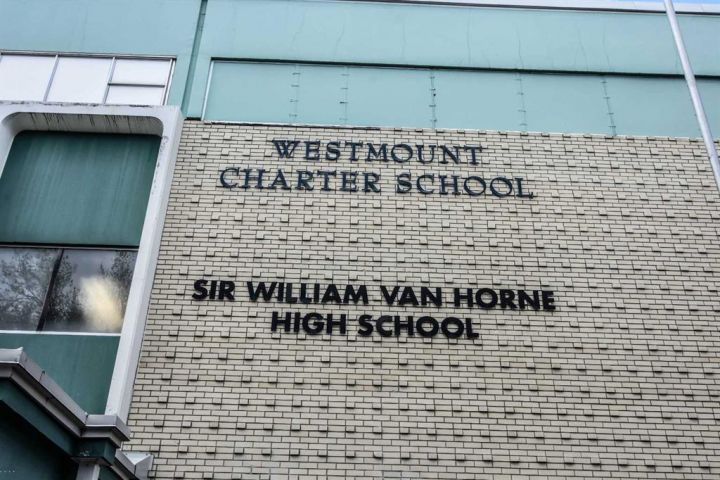 WESTMOUNT
CHARTER SCHOOL
SIR WILLIAM VAN HORNE
HIGH SCHOOL